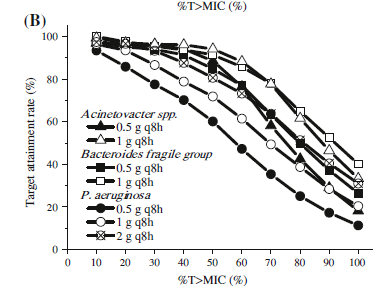 %T>MIC (%)
(B)
Target attainment rate (%)
100
80
60
40
20
0
Acinetovacter spp.
0.5 g q8h
1 g q8h
Bacteroides fragile group
0.5 g q8h
1 g q8h
P. aeruginosa
0.5 g q8h
1 g q8h
2 g q8h
0 10 20 30 40 50 60 70 80 90 100
%T>MIC (%)